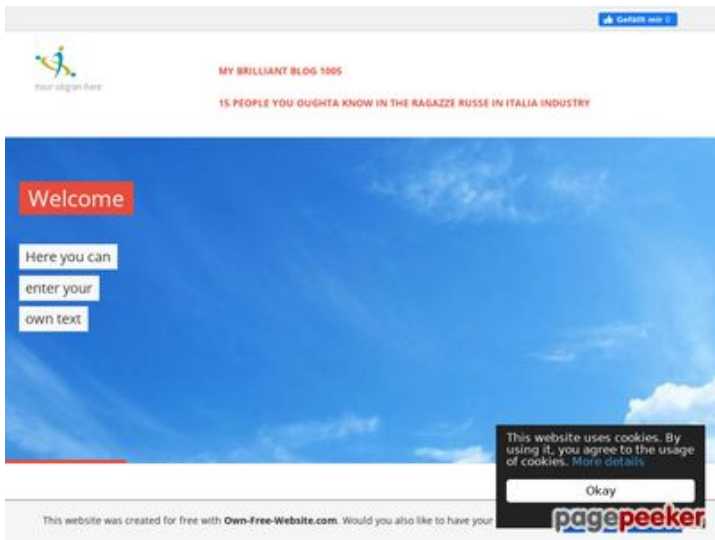 Gefällt mir 0
Your slogan here
MY BRILLIANT BLOG 1005
15 PEOPLE YOU OUGHTA KNOW IN THE RAGAZZE RUSSE IN ITALIA INDUSTRY
Welcome
Here you can
enter your
own text
This website uses cookies. By
using it, you agree to the usage
of cookies. More details
Okay
This website was created for free with Own-Free-Website.com. Would you also like to have your
pagepeeker